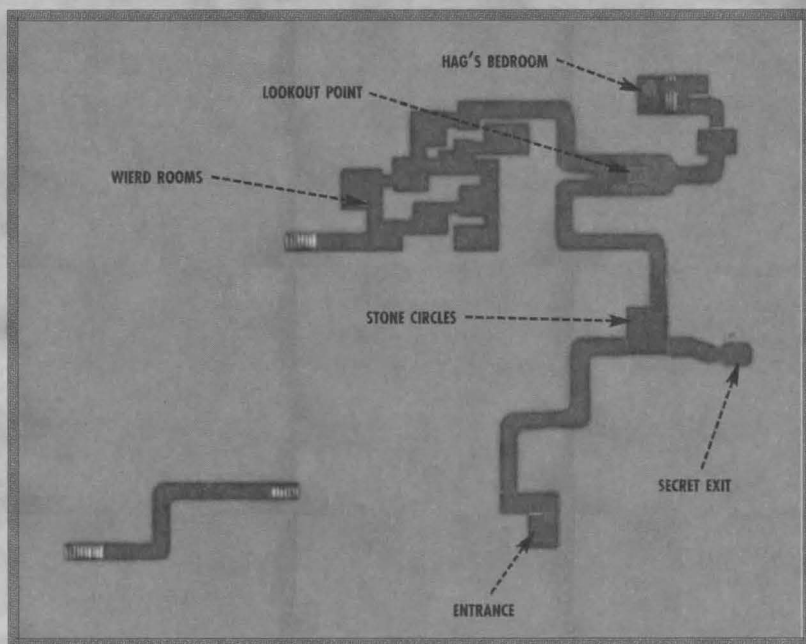 HAG'S BEDROOM
LOOKOUT POINT
WIERD ROOMS
STONE CIRCLES
SECRET EXIT
ENTRANCE